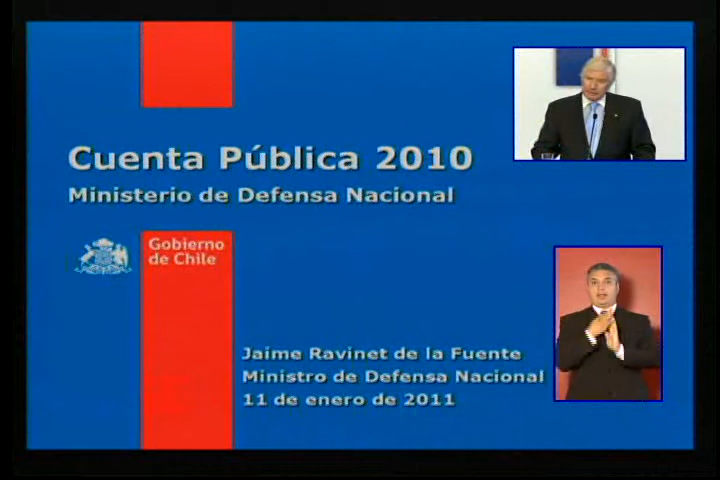 Cuenta Pública 2010
Ministerio de Defensa Nacional
Gobierno
de Chile
Jaime Ravinet de la Fuente
Ministro de Defensa Nacional
11 de enero de 2011